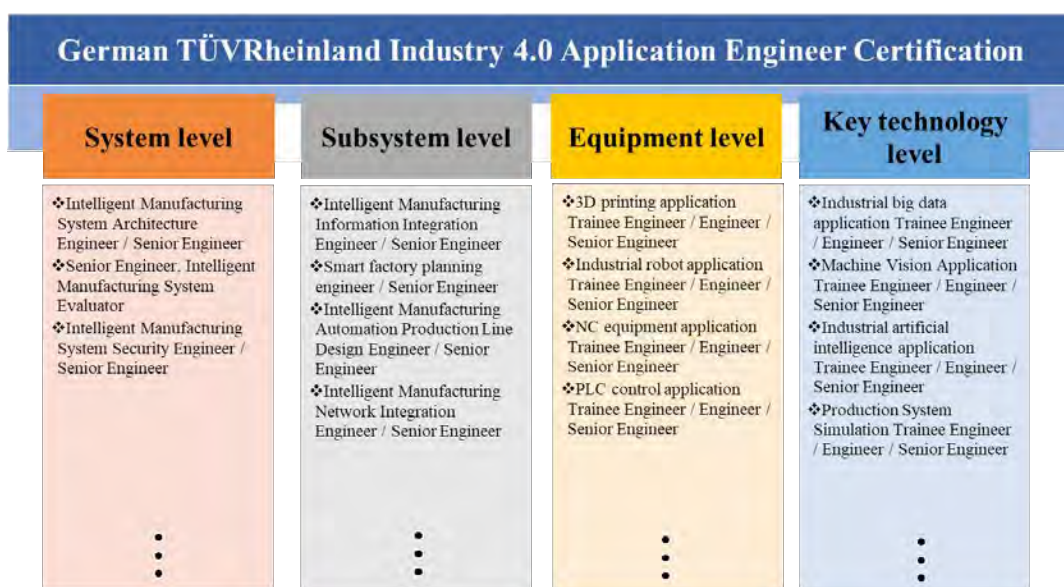 German TÜVRheinland Industry 4.0 Application Engineer Certification
System level
❖Intelligent Manufacturing
System Architecture
Engineer / Senior Engineer
❖Senior Engineer, Intelligent
Manufacturing System
Evaluator
❖Intelligent Manufacturing
System Security Engineer /
Senior Engineer
Subsystem level
❖Intelligent Manufacturing
Information Integration
Engineer / Senior Engineer
❖Smart factory planning
engineer / Senior Engineer
❖Intelligent Manufacturing
Automation Production Line
Design Engineer / Senior
Engineer
❖Intelligent Manufacturing
Network Integration
Engineer / Senior Engineer
Equipment level
❖3D printing application
Trainee Engineer / Engineer /
Senior Engineer
❖Industrial robot application
Trainee Engineer / Engineer /
Senior Engineer
❖NC equipment application
Trainee Engineer / Engineer /
Senior Engineer
❖PLC control application
Trainee Engineer / Engineer /
Senior Engineer
Key technology
level
❖Industrial big data
application Trainee Engineer
/ Engineer / Senior Engineer
❖Machine Vision Application
Trainee Engineer / Engineer /
Senior Engineer
❖Industrial artificial
intelligence application
Trainee Engineer / Engineer /
Senior Engineer
❖Production System
Simulation Trainee Engineer
/ Engineer / Senior Engineer